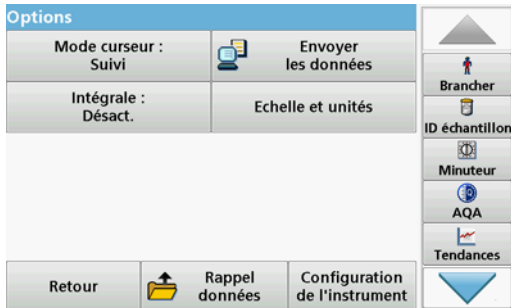 Options
Mode curseur :
Suivi
Envoyer
les données
Intégrale :
Désact.
Echelle et unités
Brancher
ID échantillon
Minuteur
AQA
Tendances
Retour
Rappel
données
Configuration
de l'instrument